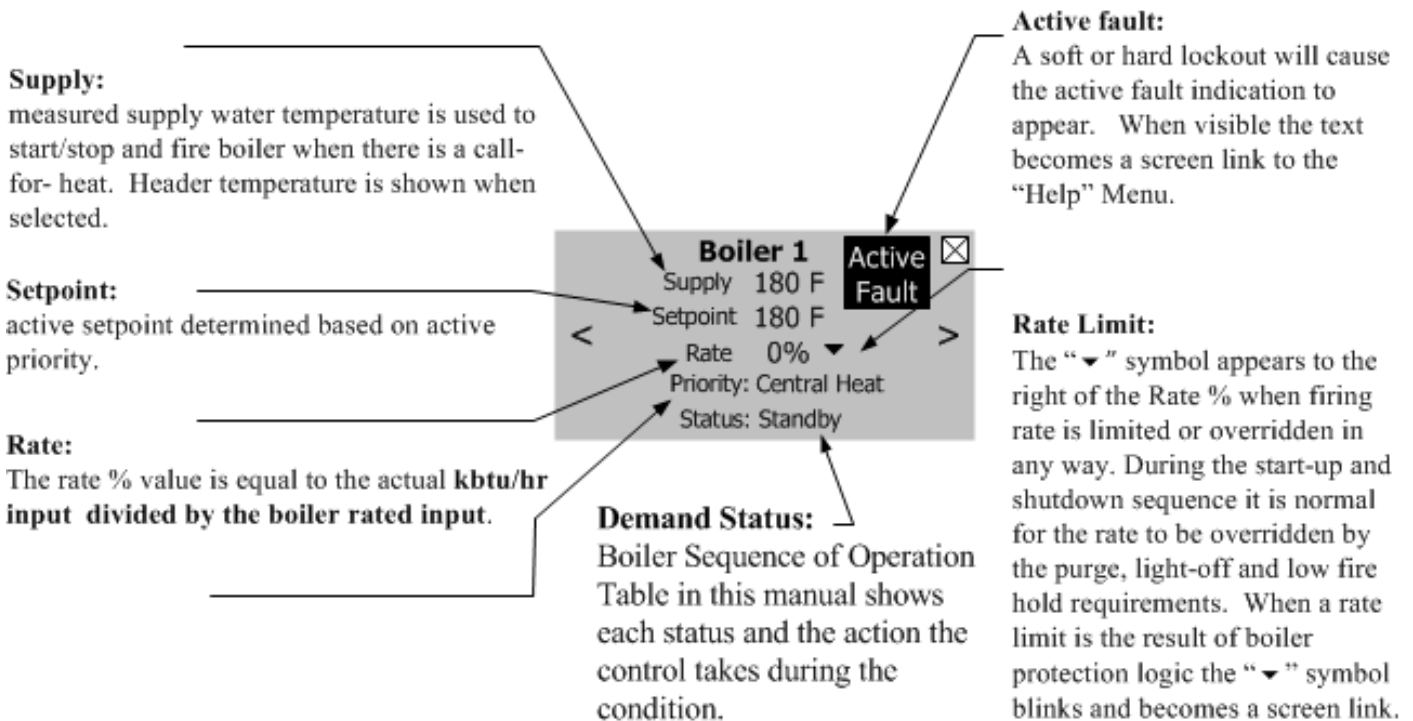 Supply:
measured supply water temperature is used to
start/stop and fire boiler when there is a call-
for- heat. Header temperature is shown when
selected.
Setpoint:
active setpoint determined based on active
priority.
Rate:
The rate % value is equal to the actual kbtu/hr
input divided by the boiler rated input.
Boiler 1
Supply 180 F
Setpoint 180 F
< >
Rate 0% ▼
Priority: Central Heat
Status: Standby
Active
Fault
Demand Status:
Boiler Sequence of Operation
Table in this manual shows
each status and the action the
control takes during the
condition.
Active fault:
A soft or hard lockout will cause
the active fault indication to
appear. When visible the text
becomes a screen link to the
“Help” Menu.
Rate Limit:
The “▼” symbol appears to the
right of the Rate % when firing
rate is limited or overridden in
any way. During the start-up and
shutdown sequence it is normal
for the rate to be overridden by
the purge, light-off and low fire
hold requirements. When a rate
limit is the result of boiler
protection logic the “▼” symbol
blinks and becomes a screen link.